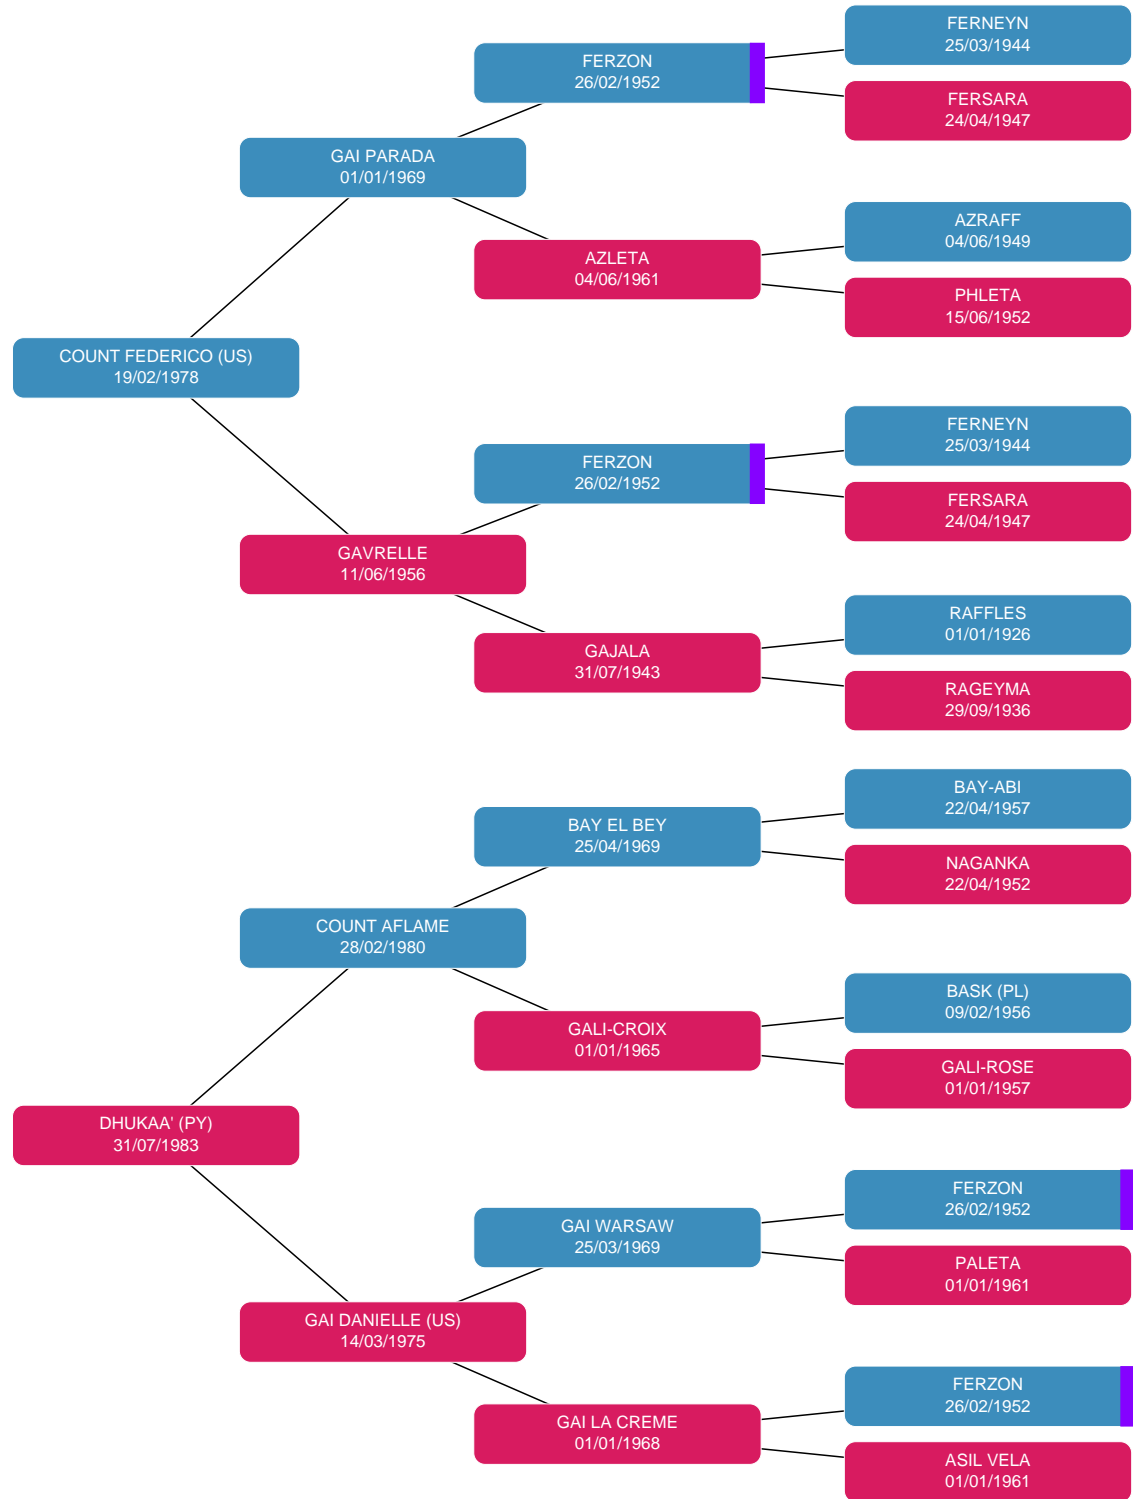 FERNEYN
25/03/1944
FERZON
26/02/1952
FERSARA
24/04/1947
GAI PARADA
01/01/1969
AZRAFF
04/06/1949
AZLETA
04/06/1961
PHLETA
15/06/1952
COUNT FEDERICO (US)
19/02/1978
FERNEYN
25/03/1944
FERZON
26/02/1952
FERSARA
24/04/1947
GAVRELLE
11/06/1956
RAFFLES
01/01/1926
GAJALA
31/07/1943
RAGEYMA
29/09/1936
BAY-ABI
22/04/1957
BAY EL BEY
25/04/1969
NAGANKA
22/04/1952
COUNT AFLAME
28/02/1980
BASK (PL)
09/02/1956
GALI-CROIX
01/01/1965
GALI-ROSE
01/01/1957
DHUKAA' (PY)
31/07/1983
FERZON
26/02/1952
GAI WARSAW
25/03/1969
PALETA
01/01/1961
GAI DANIELLE (US)
14/03/1975
FERZON
26/02/1952
GAI LA CREME
01/01/1968
ASIL VELA
01/01/1961